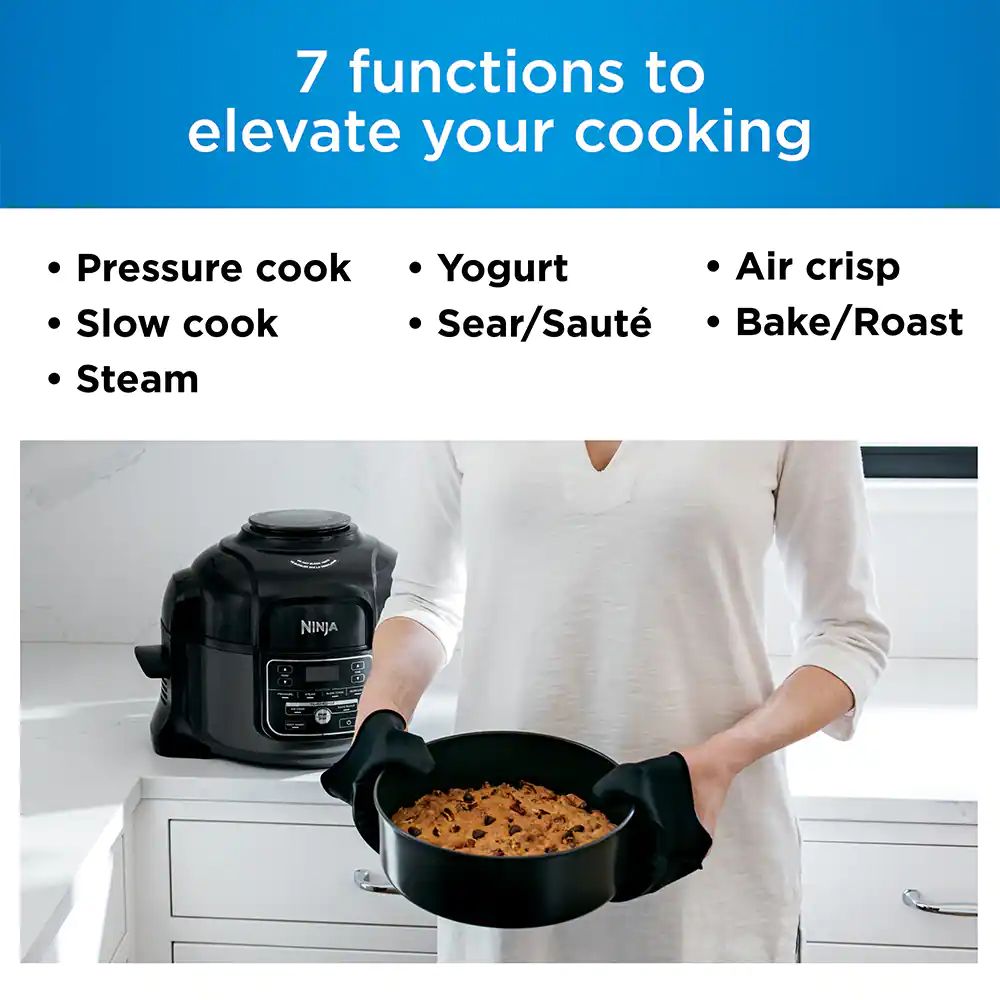 7 functions to
elevate your cooking
• Pressure cook
• Slow cook
• Steam
• Yogurt
• Sear/Sauté
• Air crisp
• Bake/Roast
NINJA